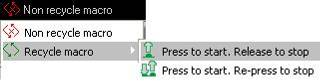 Non recycle macro
Non recycle macro
Recycle macro
Press to start. Release to stop
Press to start. Re-press to stop